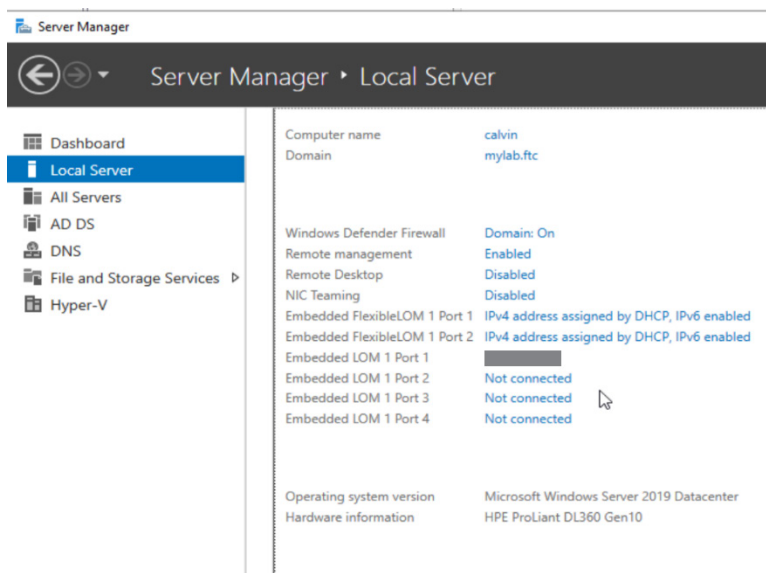 Server Manager
Server Manager ‣ Local Server
Dashboard
Local Server
All Servers
AD DS
DNS
File and Storage Services
Hyper-V
Computer name calvin
Domain mylab.ftc
Windows Defender Firewall Domain: On
Remote management Enabled
Remote Desktop Disabled
NIC Teaming Disabled
Embedded FlexibleLOM 1 Port 1 IPv4 address assigned by DHCP, IPv6 enabled
Embedded FlexibleLOM 1 Port 2 IPv4 address assigned by DHCP, IPv6 enabled
Embedded LOM 1 Port 1
Embedded LOM 1 Port 2 Not connected
Embedded LOM 1 Port 3 Not connected
Embedded LOM 1 Port 4 Not connected
Operating system version Microsoft Windows Server 2019 Datacenter
Hardware information HPE ProLiant DL360 Gen10